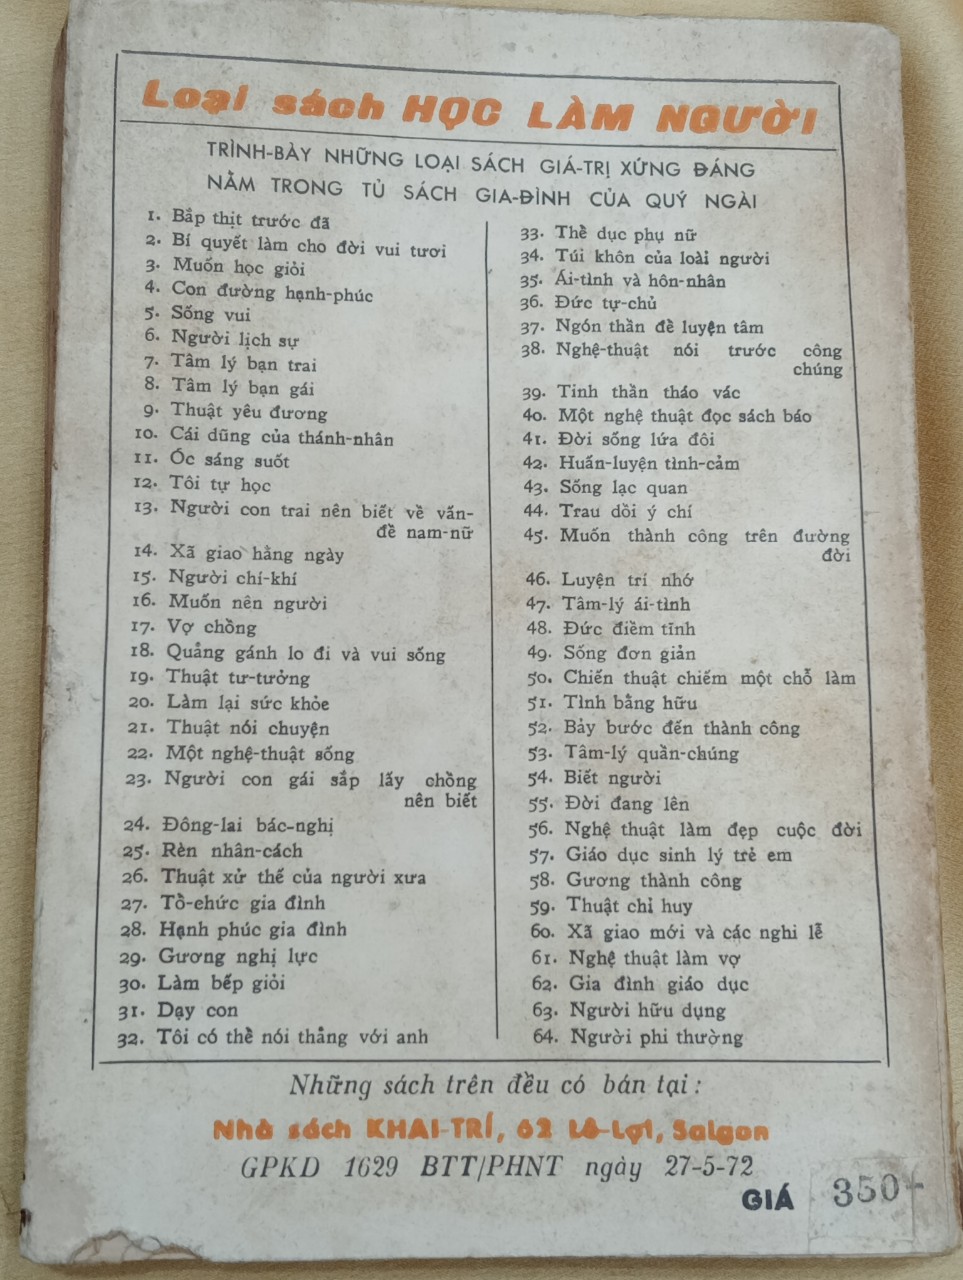 Loại sách HỌC LÀM NGƯỜI
TRÌNH-BÀY NHỮNG LOẠI SÁCH GIÁ-TRỊ XỨNG ĐÁNG
NẰM TRONG TỦ SÁCH GIA-ĐÌNH CỦA QUÝ NGÀI
1. Bắp thịt trước đã
2. Bí quyết làm cho đời vui tươi
3. Muốn học giỏi
4. Con đường hạnh-phúc
5. Sống vui
6. Người lịch sự
7. Tâm lý bạn trai
8. Tâm lý bạn gái
9. Thuật yêu đương
10. Cái dũng của thánh-nhân
11. Óc sáng suốt
12. Tôi tự học
13. Người con trai nên biết về vấn-
đề nam-nữ
14. Xã giao hằng ngày
15. Người chí-khí
16. Muốn nên người
17. Vợ chồng
18. Quẳng gánh lo đi và vui sống
19. Thuật tư-tưởng
20. Làm lại sức khỏe
21. Thuật nói chuyện
22. Một nghệ-thuật sống
23. Người con gái sắp lấy chồng
nên biết
24. Đông-lai bác-nghị
25. Rèn nhân-cách
26. Thuật xử thế của người xưa
27. Tổ-chức gia đình
28. Hạnh phúc gia đình
29. Gương nghị lực
30. Làm bếp giỏi
31. Dạy con
32. Tôi có thể nói thẳng với anh
33. Thể dục phụ nữ
34. Túi khôn của loài người
35. Ái-tình và hôn-nhân
36. Đức tự-chủ
37. Ngón thần để luyện tâm
38. Nghệ-thuật nói trước công
chúng
39. Tinh thần tháo vác
40. Một nghệ thuật đọc sách báo
41. Đời sống lứa đôi
42. Huấn-luyện tình-cảm
43. Sống lạc quan
44. Trau dồi ý chí
45. Muốn thành công trên đường
đời
46. Luyện trí nhớ
47. Tâm-lý ái-tình
48. Đức điềm tĩnh
49. Sống đơn giản
50. Chiến thuật chiếm một chỗ làm
51. Tình bằng hữu
52. Bảy bước đến thành công
53. Tâm-lý quần-chúng
54. Biết người
55. Đời đang lên
56. Nghệ thuật làm đẹp cuộc đời
57. Giáo dục sinh lý trẻ em
58. Gương thành công
59. Thuật chỉ huy
60. Xã giao mới và các nghi lễ
61. Nghệ thuật làm vợ
62. Gia đình giáo dục
63. Người hữu dụng
64. Người phi thường
Những sách trên đều có bán tại :
Nhà sách KHAI-TRÍ, 62 Lê-Lợi, Saigon
GPKD 1629 BTT/PHNT ngày 27-5-72
GIÁ 350-